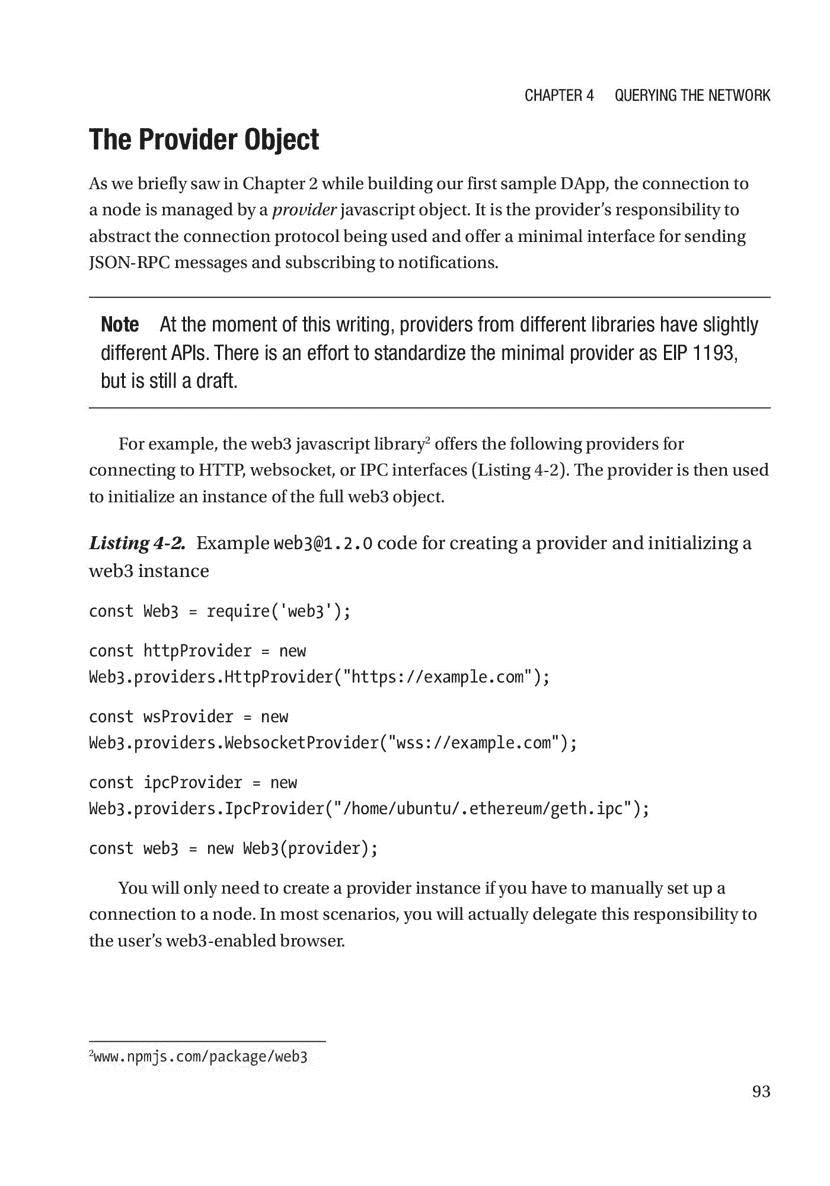 CHAPTER 4 QUERYING THE NETWORK
The Provider Object
As we briefly saw in Chapter 2 while building our first sample DApp, the connection to
a node is managed by a provider javascript object. It is the provider’s responsibility to
abstract the connection protocol being used and offer a minimal interface for sending
JSON-RPC messages and subscribing to notifications.
Note At the moment of this writing, providers from different libraries have slightly
different APIs. There is an effort to standardize the minimal provider as EIP 1193,
but is still a draft.
For example, the web3 javascript library² offers the following providers for
connecting to HTTP, websocket, or IPC interfaces (Listing 4-2). The provider is then used
to initialize an instance of the full web3 object.
Listing 4-2. Example web3@1.2.0 code for creating a provider and initializing a
web3 instance
const Web3 = require('web3');
const httpProvider = new
Web3.providers.HttpProvider("https://example.com");
const wsProvider = new
Web3.providers.WebsocketProvider("wss://example.com");
const ipcProvider = new
Web3.providers.IpcProvider("/home/ubuntu/.ethereum/geth.ipc");
const web3 = new Web3(provider);
You will only need to create a provider instance if you have to manually set up a
connection to a node. In most scenarios, you will actually delegate this responsibility to
the user’s web3-enabled browser.
²www.npmjs.com/package/web3
93